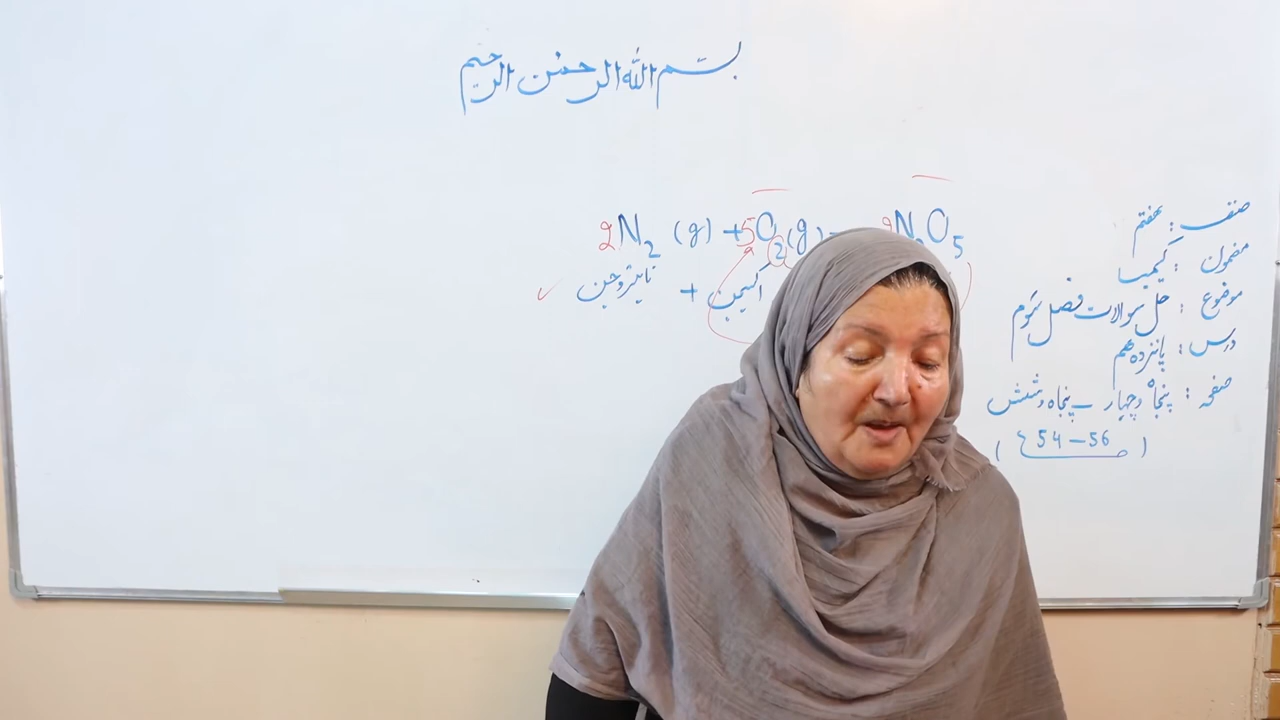 بسم الله الرحمن الرحیم
2N₂ (g) + 5O₂ (g) → 2N₂O₅
نایتروجن + اکسیجن
صنف: هفتم
مضمون: کیمیا
موضوع: حل سوالات فصل سوم
درس: پانزدهم
صفحه: پنجاه و چهار – پنجاه و شش
(54 – 56)